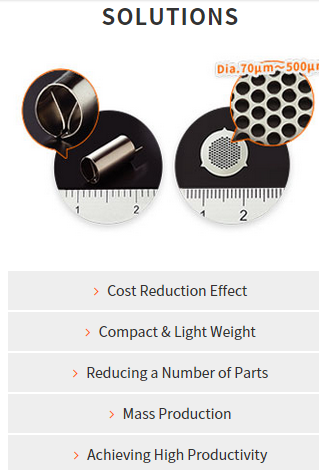 SOLUTIONS
Dia.70μm～500μm
1 2
1 2
Cost Reduction Effect
Compact & Light Weight
Reducing a Number of Parts
Mass Production
Achieving High Productivity